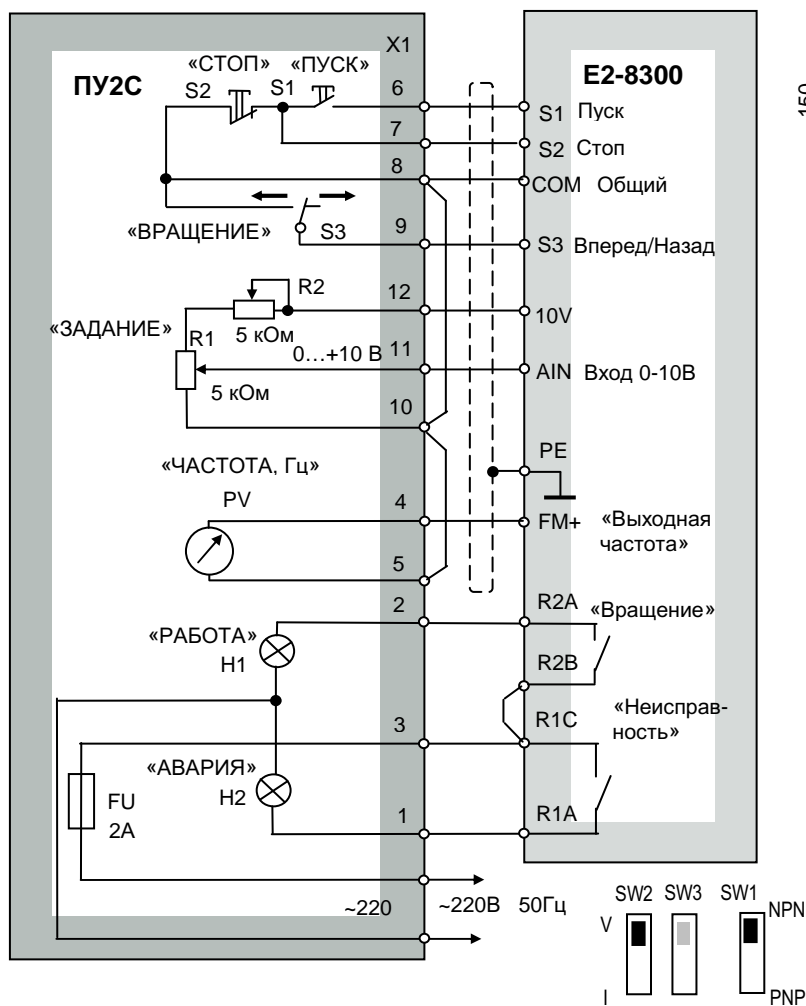 X1
ПУ2С
«СТОП» «ПУСК»
S2 S1
6
7
8
«ВРАЩЕНИЕ» S3
9
R2
12
«ЗАДАНИЕ»
R1
5 кОм
0…+10 В
11
5 кОм
10
«ЧАСТОТА, Гц»
PV
4
5
2
«РАБОТА»
H1
3
«АВАРИЯ»
H2
FU
2А
1
~220
~220В 50Гц
Е2-8300
S1 Пуск
S2 Стоп
COM Общий
S3 Вперед/Назад
10V
AIN Вход 0-10В
PE
FM+ «Выходная
частота»
R2A «Вращение»
R2B
R1C «Неисправ-
ность»
R1A
SW2 SW3 SW1
V
NPN
I
PNP
150